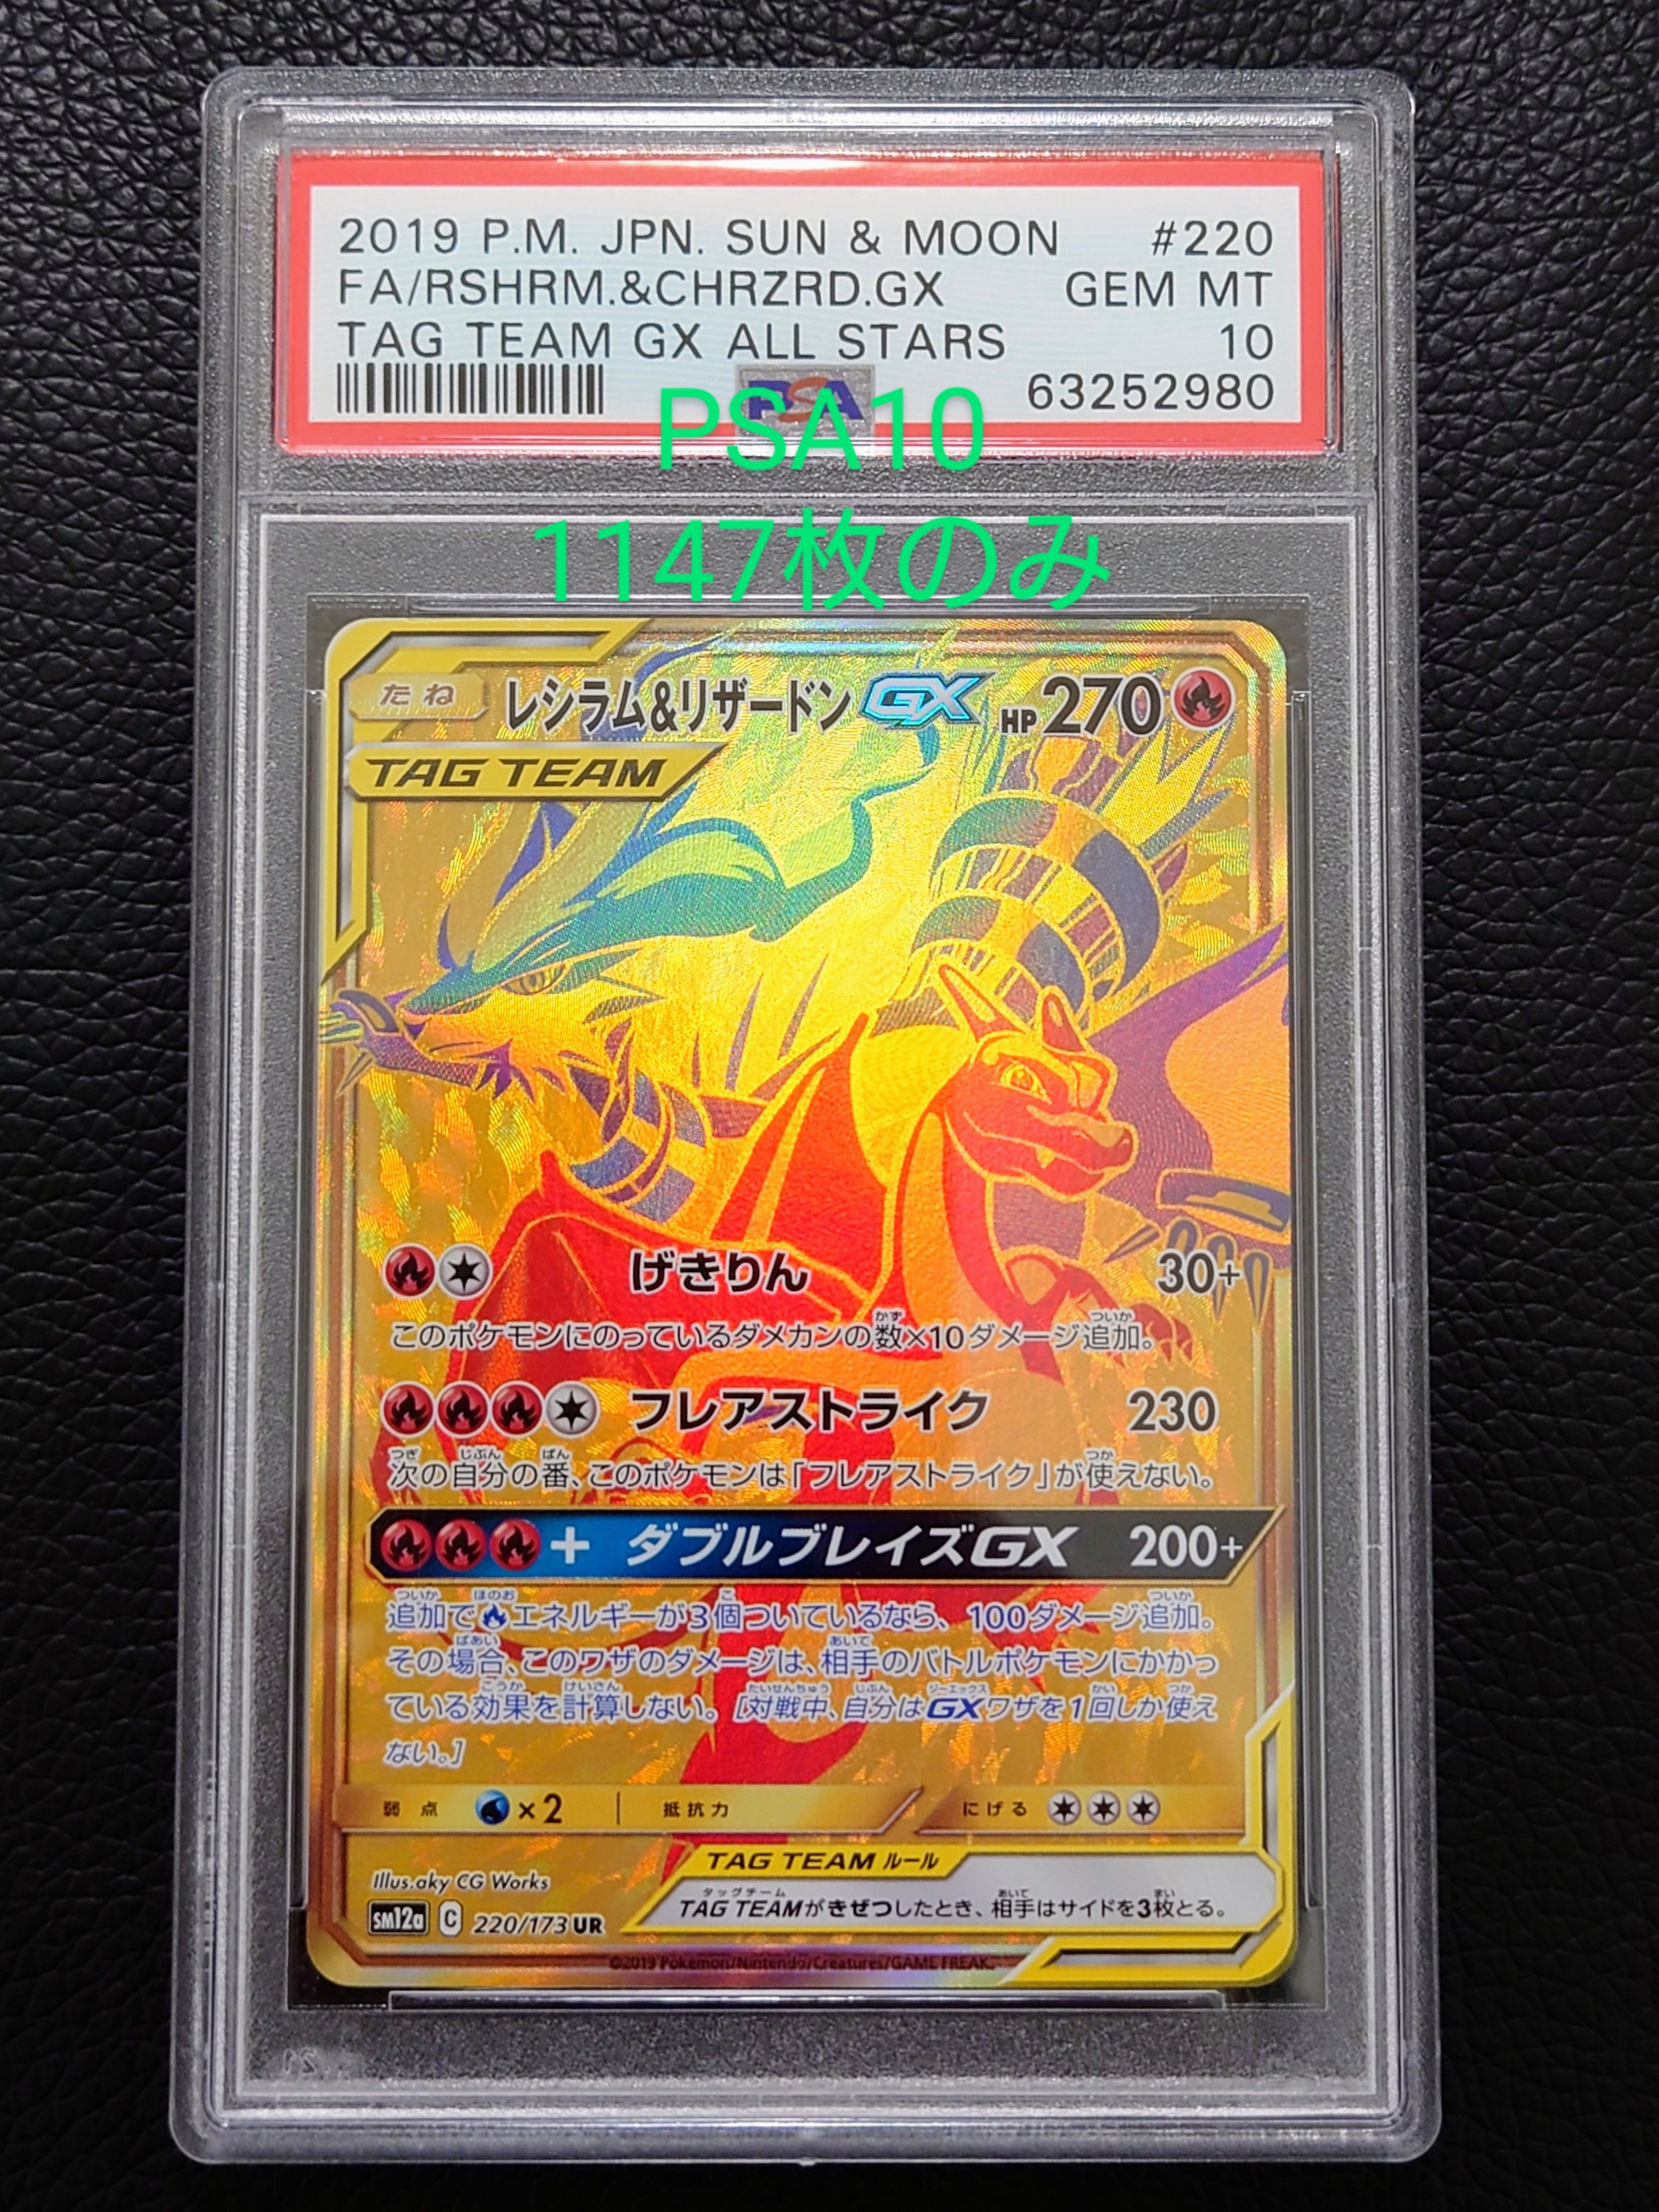 2019 P.M. JPN. SUN & MOON #220
FA/RSHRM.&CHRZRD.GX GEM MT
TAG TEAM GX ALL STARS 10
PSA 63252980
PSA10
1147枚のみ
たね レシラム&リザードンGX HP270
TAG TEAM
げきりん 30+
このポケモンにのっているダメカンの数×10ダメージ追加。
フレアストライク 230
次の自分の番、このポケモンは「フレアストライク」が使えない。
+ ダブルブレイズGX 200+
追加でエネルギーが3個ついているなら、100ダメージ追加。
その場合、このワザのダメージは、相手のバトルポケモンにかかっ
ている効果を計算しない。[対戦中、自分はGXワザを1回しか使え
ない。]
弱点 ×2 抵抗力 にげる
TAG TEAM ルール
Illus.aky CG Works
TAG TEAMがきぜつしたとき、相手はサイドを3枚とる。
SM12a C 220/173 UR
©2019 Pokémon/Nintendo/Creatures/GAME FREAK.